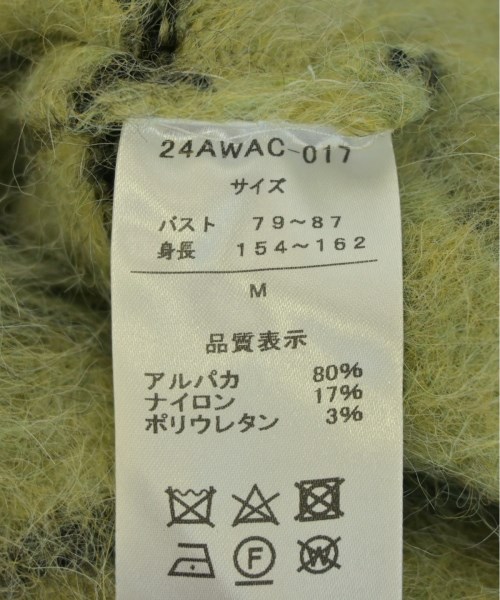 24AWAC-017
サイズ
バスト 79～87
身長 154～162
M
品質表示
アルパカ 80%
ナイロン 17%
ポリウレタン 3%
F
W